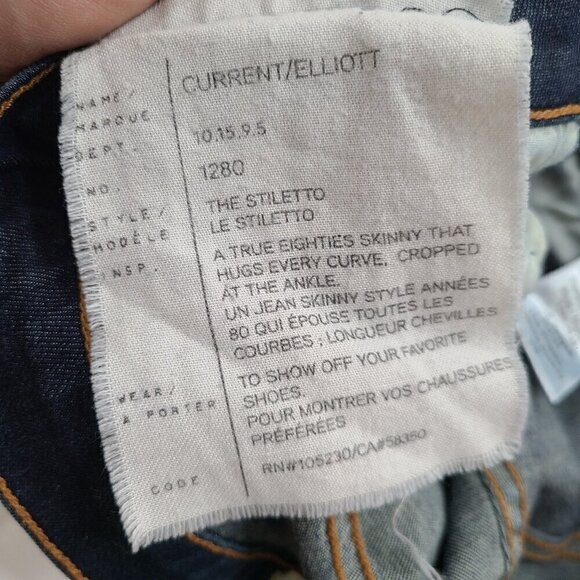 NAME / CURRENT/ELLIOTT
MARQUE
DEPT. 10.15.9.5
NO. 1280
STYLE / THE STILETTO
MODÈLE LE STILETTO
INSP. A TRUE EIGHTIES SKINNY THAT
HUGS EVERY CURVE, CROPPED
AT THE ANKLE.
UN JEAN SKINNY STYLE ANNÉES
80 QUI ÉPOUSE TOUTES LES
COURBES ; LONGUEUR CHEVILLES
WEAR / TO SHOW OFF YOUR FAVORITE
À PORTER SHOES.
POUR MONTRER VOS CHAUSSURES
PRÉFÉRÉES
CODE RN#105230/CA#58350